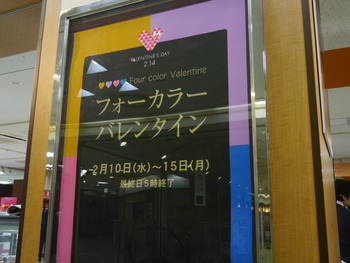 VALENTINE'S DAY
2.14
Four color Valentine
フォーカラー
バレンタイン
2月10日(水)～15日(月)
最終日5時終了